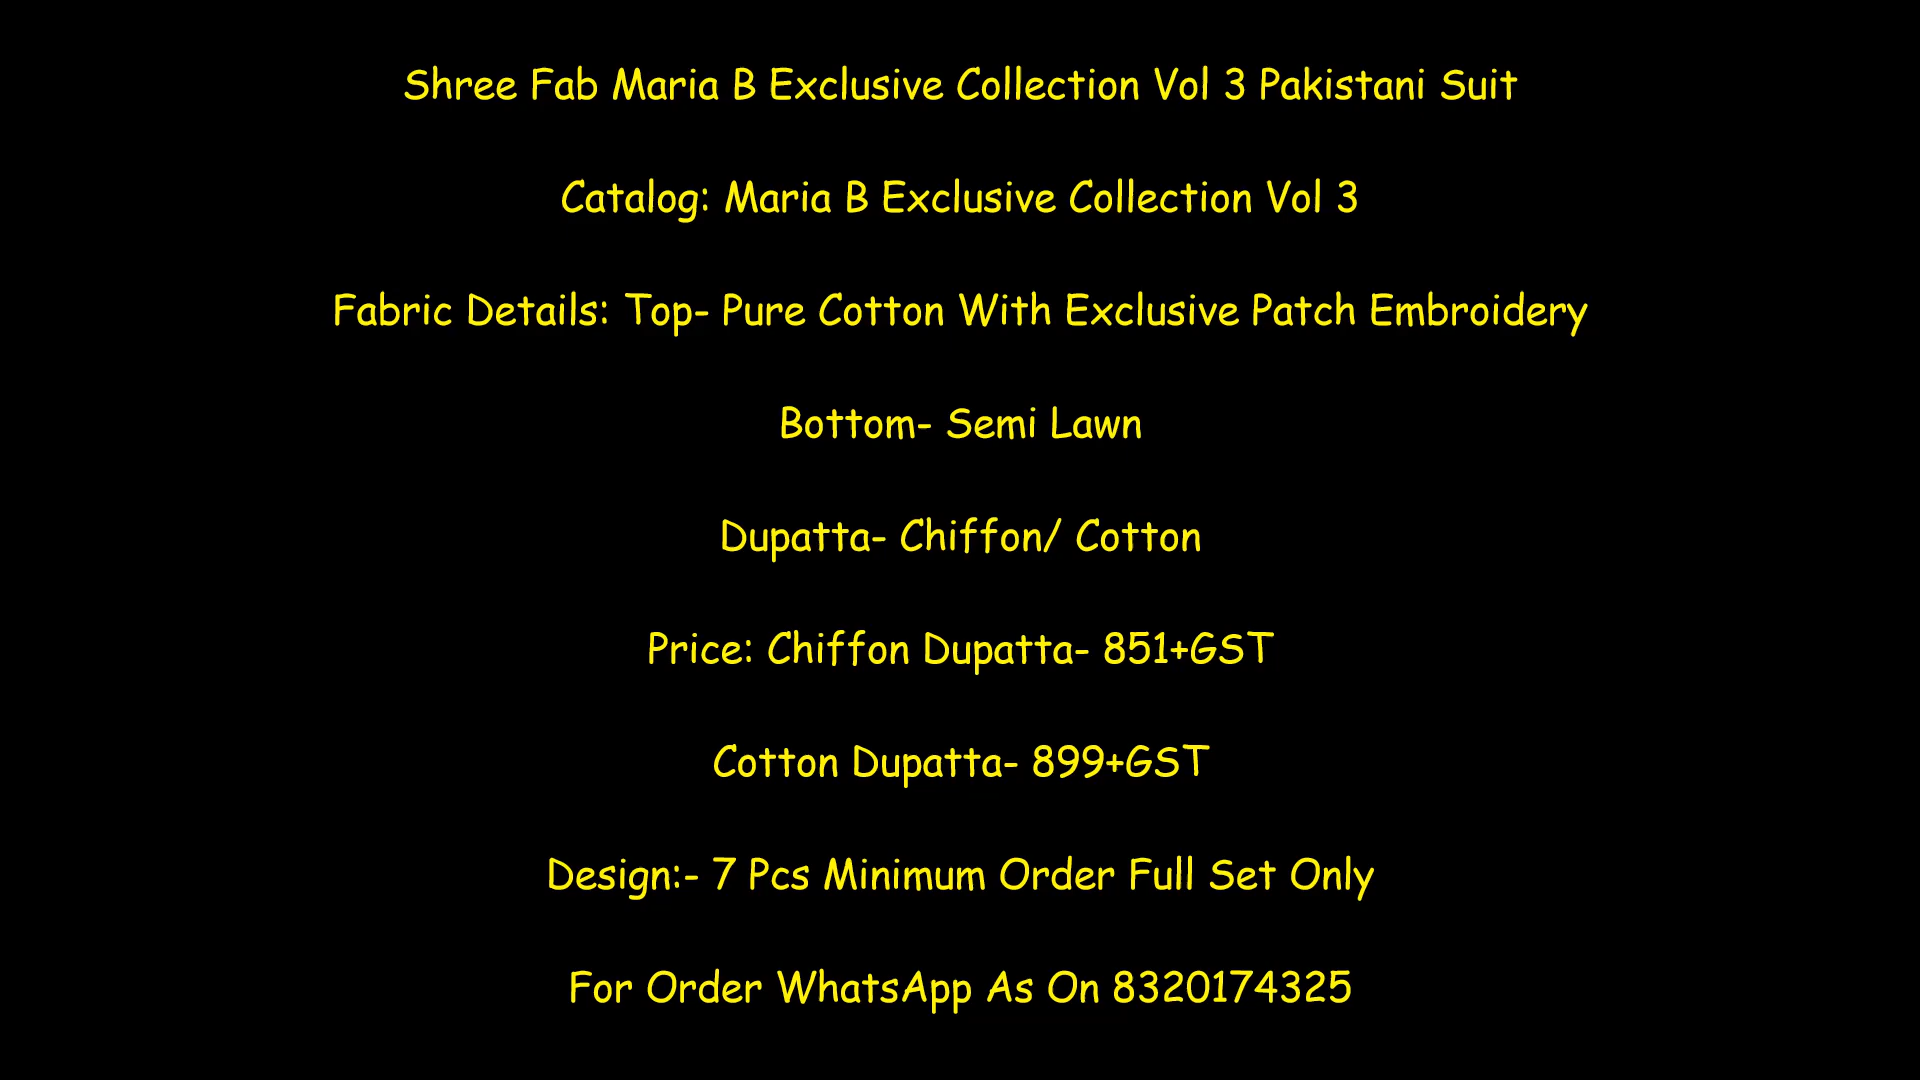 Shree Fab Maria B Exclusive Collection Vol 3 Pakistani Suit
Catalog: Maria B Exclusive Collection Vol 3
Fabric Details: Top- Pure Cotton With Exclusive Patch Embroidery
Bottom- Semi Lawn
Dupatta- Chiffon/ Cotton
Price: Chiffon Dupatta- 851+GST
Cotton Dupatta- 899+GST
Design:- 7 Pcs Minimum Order Full Set Only
For Order WhatsApp As On 8320174325